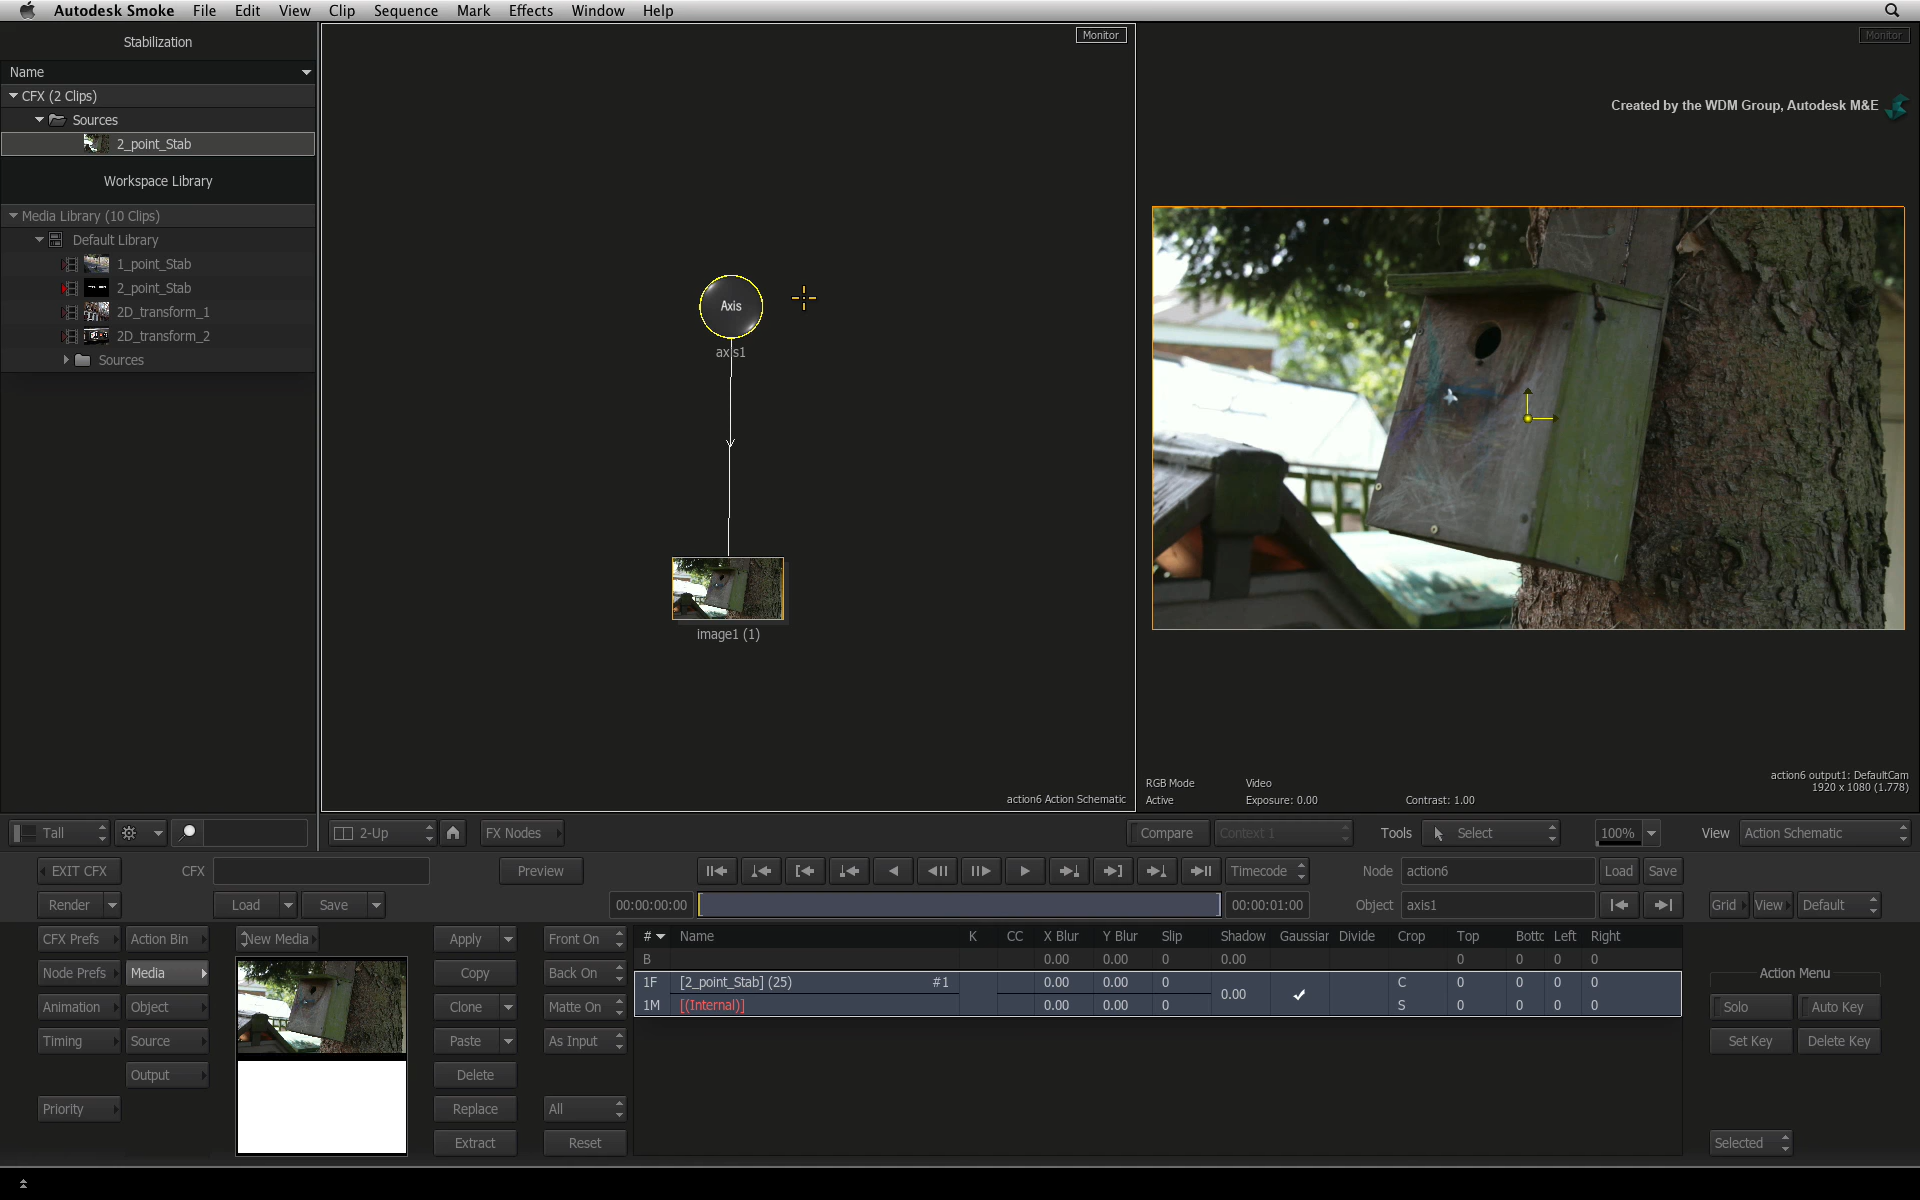 Autodesk Smoke File Edit View Clip Sequence Mark Effects Window Help
Stabilization
Name
CFX (2 Clips)
Sources
2_point_Stab
Workspace Library
Media Library (10 Clips)
Default Library
1_point_Stab
2_point_Stab
2D_transform_1
2D_transform_2
Sources
Monitor
Axis
axis1
image1 (1)
action6 Action Schematic
Monitor
Created by the WDM Group, Autodesk M&E
RGB Mode Video
Active Exposure: 0.00 Contrast: 1.00
action6 output1: DefaultCam
1920 x 1080 (1.778)
Tall 2-Up FX Nodes Compare Context 1 Tools Select 100% View Action Schematic
EXIT CFX CFX Preview Timecode Node action6 Load Save
Render Load Save 00:00:00:00 00:00:01:00 Object axis1 Grid View Default
CFX Prefs Action Bin New Media Apply Front On # Name K CC X Blur Y Blur Slip Shadow Gaussiar Divide Crop Top Bottc Left Right
B 0.00 0.00 0 0.00 0 0 0 0
Node Prefs Media Copy Back On 1F [2_point_Stab] (25) #1 0.00 0.00 0 0.00 C 0 0 0 0 Action Menu
Animation Object Clone Matte On 1M [(Internal)] 0.00 0.00 0 S 0 0 0 0 Solo Auto Key
Timing Source Paste As Input Set Key Delete Key
Output Delete
Priority Replace All
Extract Reset Selected